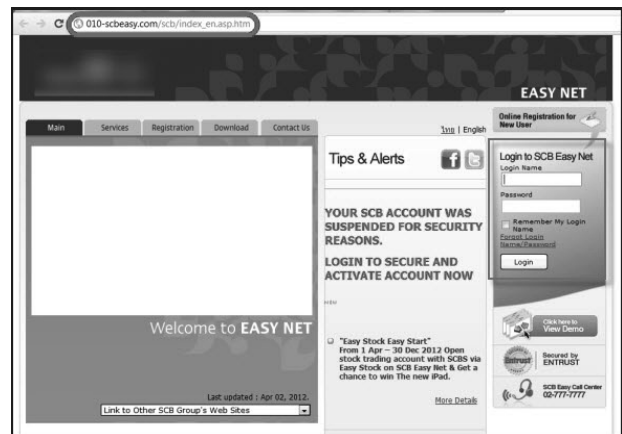 010-scbeasy.com/scb/index_en.asp.htm
EASY NET
Main
Services
Registration
Download
Contact Us
ไทย | English
Online Registration for
New User
Tips & Alerts
Login to SCB Easy Net
Login Name
Password
Remember My Login
Name
Forgot Login
Name/Password
Login
YOUR SCB ACCOUNT WAS
SUSPENDED FOR SECURITY
REASONS.
LOGIN TO SECURE AND
ACTIVATE ACCOUNT NOW
Welcome to EASY NET
Click here to
View Demo
"Easy Stock Easy Start"
From 1 Apr – 30 Dec 2012 Open
stock trading account with SCBS via
Easy Stock on SCB Easy Net & Get a
chance to win The new iPad.
More Details
Entrust
Secured by
ENTRUST
SCB Easy Call Center
02-777-7777
Last updated : Apr 02, 2012.
Link to Other SCB Group's Web Sites